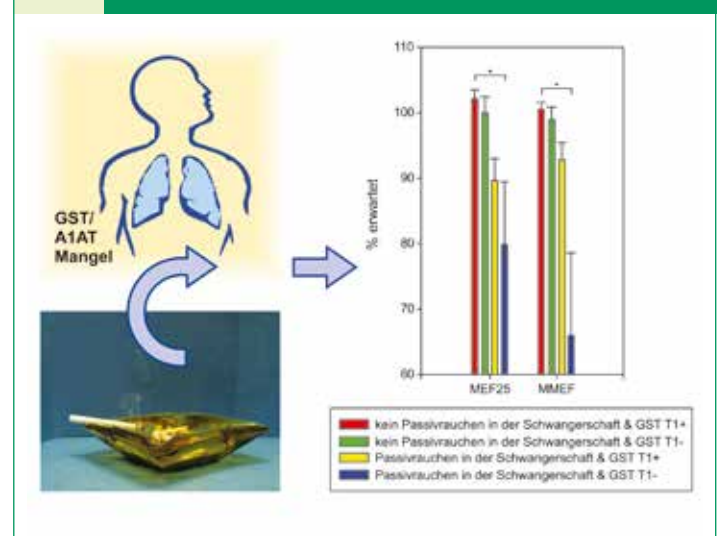 GST/
A1AT
Mangel
% erwartet
110
100
90
80
70
60
*
*
MEF25 MMEF
kein Passivrauchen in der Schwangerschaft & GST T1+
kein Passivrauchen in der Schwangerschaft & GST T1-
Passivrauchen in der Schwangerschaft & GST T1+
Passivrauchen in der Schwangerschaft & GST T1-